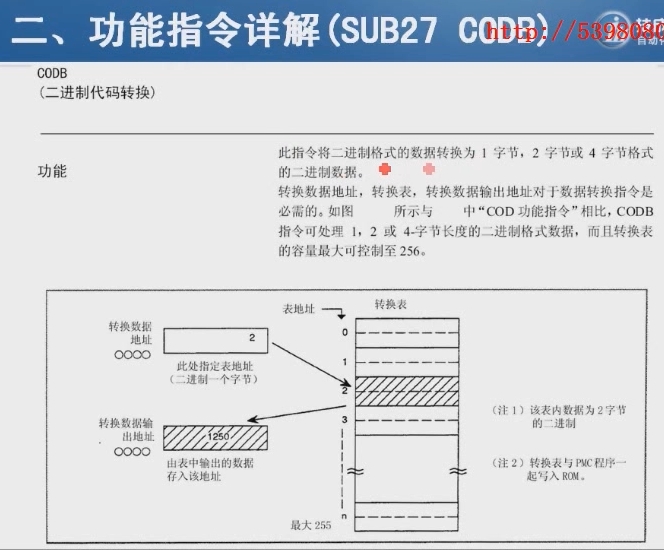 二、功能指令详解(SUB27 CODB)
http://5398080
CODB
(二进制代码转换)
功能
此指令将二进制格式的数据转换为 1 字节，2 字节或 4 字节格式
的二进制数据。
转换数据地址，转换表，转换数据输出地址对于数据转换指令是
必需的。如图 所示与 中“COD 功能指令”相比，CODB
指令可处理 1，2 或 4-字节长度的二进制格式数据，而且转换表
的容量最大可控制至 256。
表地址
转换表
转换数据
地址
○○○○
2
此处指定表地址
（二进制一个字节）
0
1
2
3
n
转换数据输
出地址
○○○○
1250
由表中输出的数据
存入该地址
最大 255
（注 1）该表内数据为 2 字节
的二进制
（注 2）转换表与 PMC 程序一
起写入 ROM。